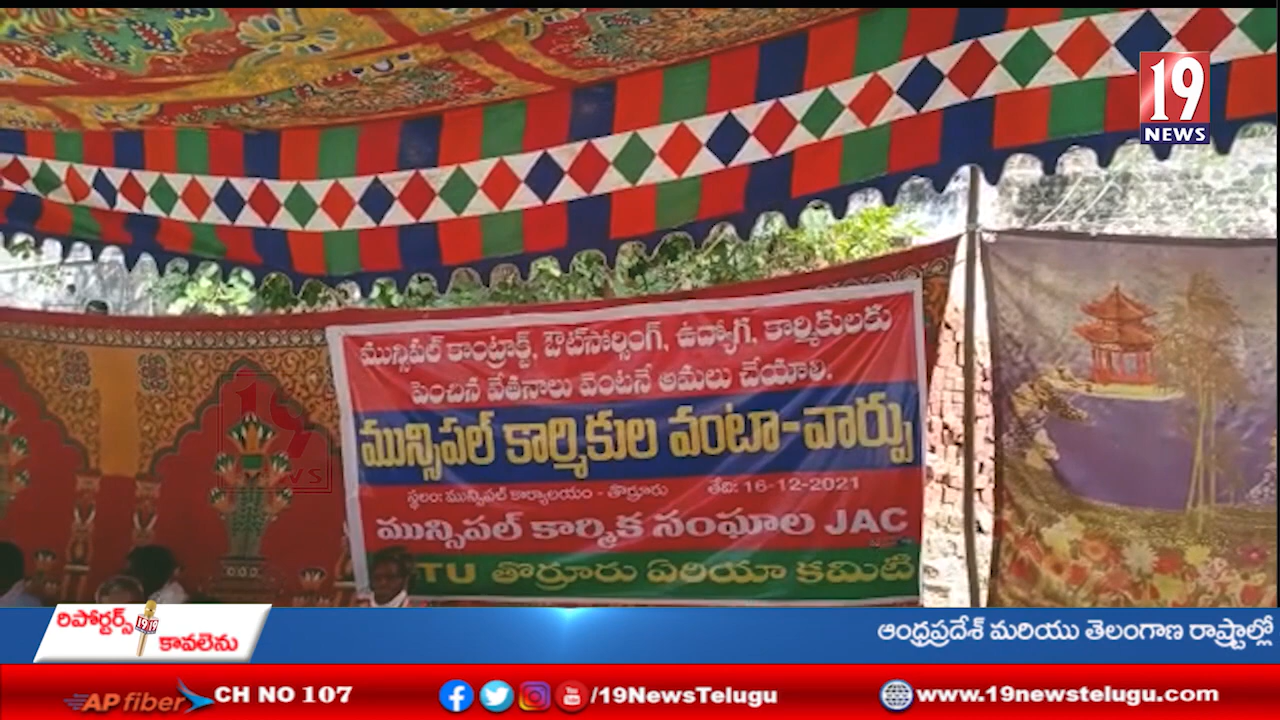 19
NEWS
మున్సిపల్ కాంట్రాక్ట్, ఔట్‌సోర్సింగ్, ఉద్యోగ, కార్మికులకు
పెంచిన వేతనాలు వెంటనే అమలు చేయాలి.
మున్సిపల్ కార్మికుల వంటా-వార్పు
స్థలం: మున్సిపల్ కార్యాలయం - తొర్రూరు తేది: 16-12-2021
మున్సిపల్ కార్మిక సంఘాల JAC
TU తొర్రూరు ఏరియా కమిటీ
రిపోర్టర్స్
కావలెను
ఆంధ్రప్రదేశ్ మరియు తెలంగాణ రాష్ట్రాల్లో
AP fiber CH NO 107 /19NewsTelugu www.19newstelugu.com